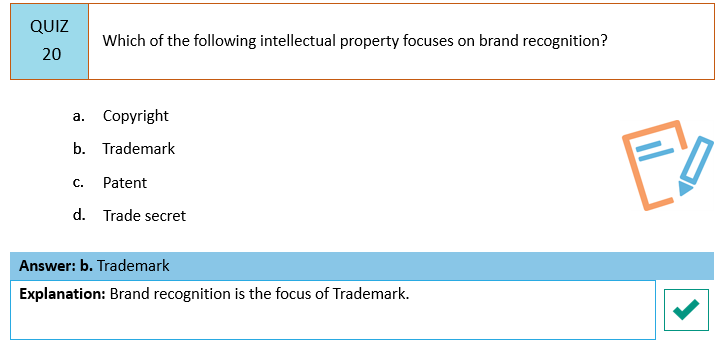 QUIZ
20
Which of the following intellectual property focuses on brand recognition?
a. Copyright
b. Trademark
c. Patent
d. Trade secret
Answer: b. Trademark
Explanation: Brand recognition is the focus of Trademark.